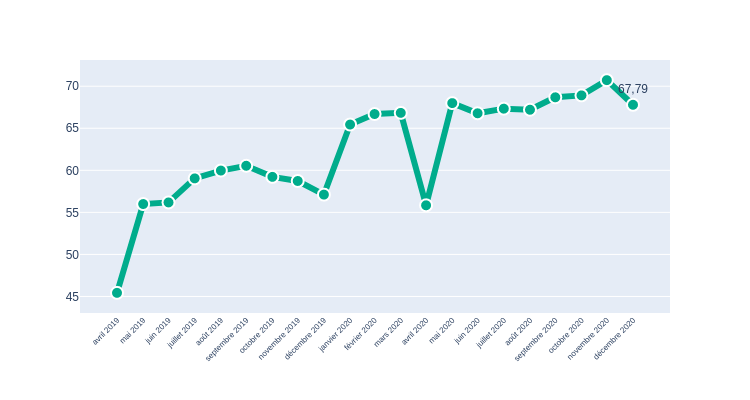 70
65
60
55
50
45
67,79
avril 2019
mai 2019
juin 2019
juillet 2019
août 2019
septembre 2019
octobre 2019
novembre 2019
décembre 2019
janvier 2020
février 2020
mars 2020
avril 2020
mai 2020
juin 2020
juillet 2020
août 2020
septembre 2020
octobre 2020
novembre 2020
décembre 2020